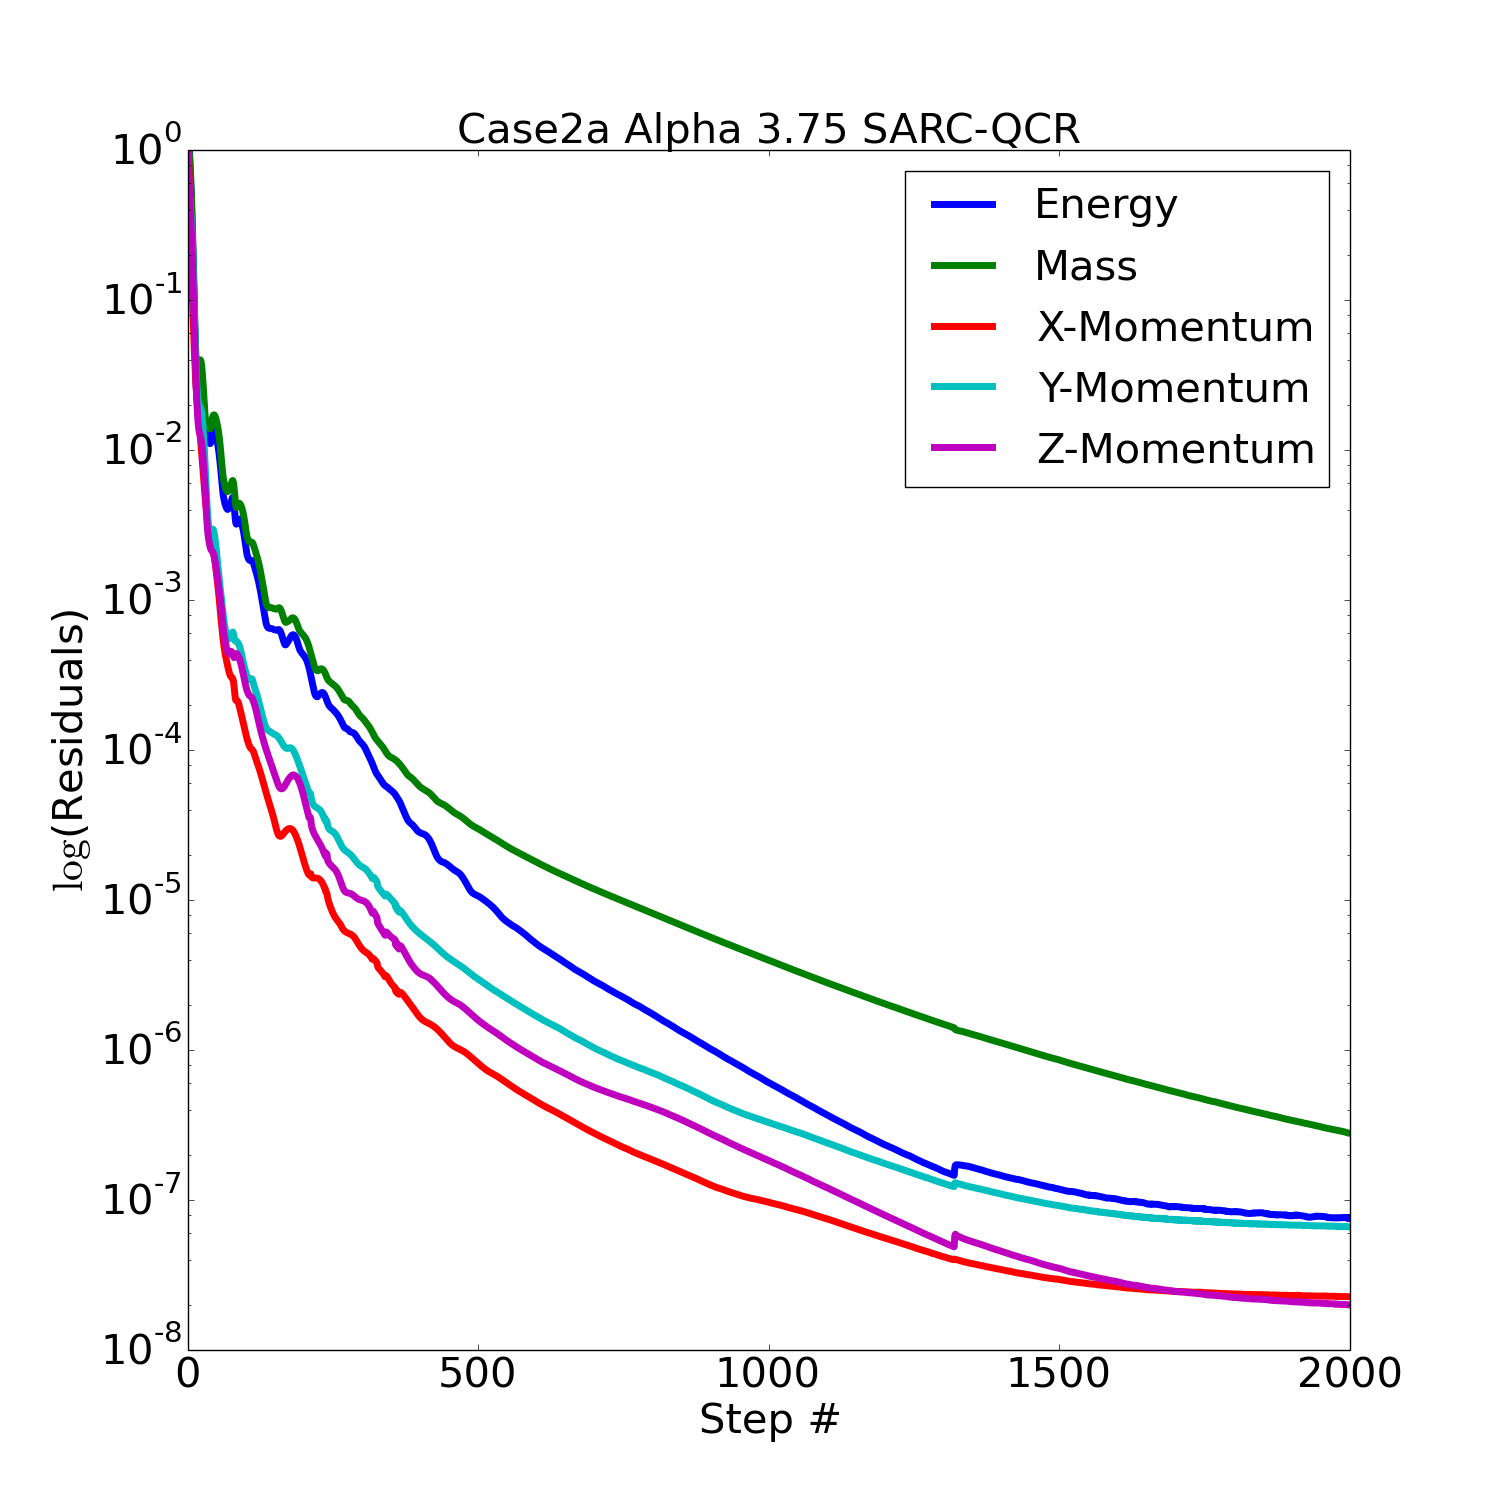 Case2a Alpha 3.75 SARC-QCR
10^0
10^-1
10^-2
10^-3
10^-4
10^-5
10^-6
10^-7
10^-8
log(Residuals)
Energy
Mass
X-Momentum
Y-Momentum
Z-Momentum
0 500 1000 1500 2000
Step #